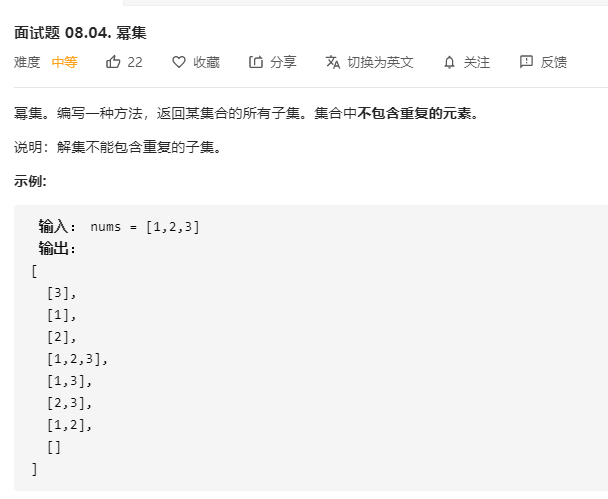 面试题 08.04. 幂集
难度 中等 22 收藏 分享 切换为英文 关注 反馈
幂集。编写一种方法，返回某集合的所有子集。集合中不包含重复的元素。
说明：解集不能包含重复的子集。
示例:
输入： nums = [1,2,3]
输出：
[
[3],
[1],
[2],
[1,2,3],
[1,3],
[2,3],
[1,2],
[]
]